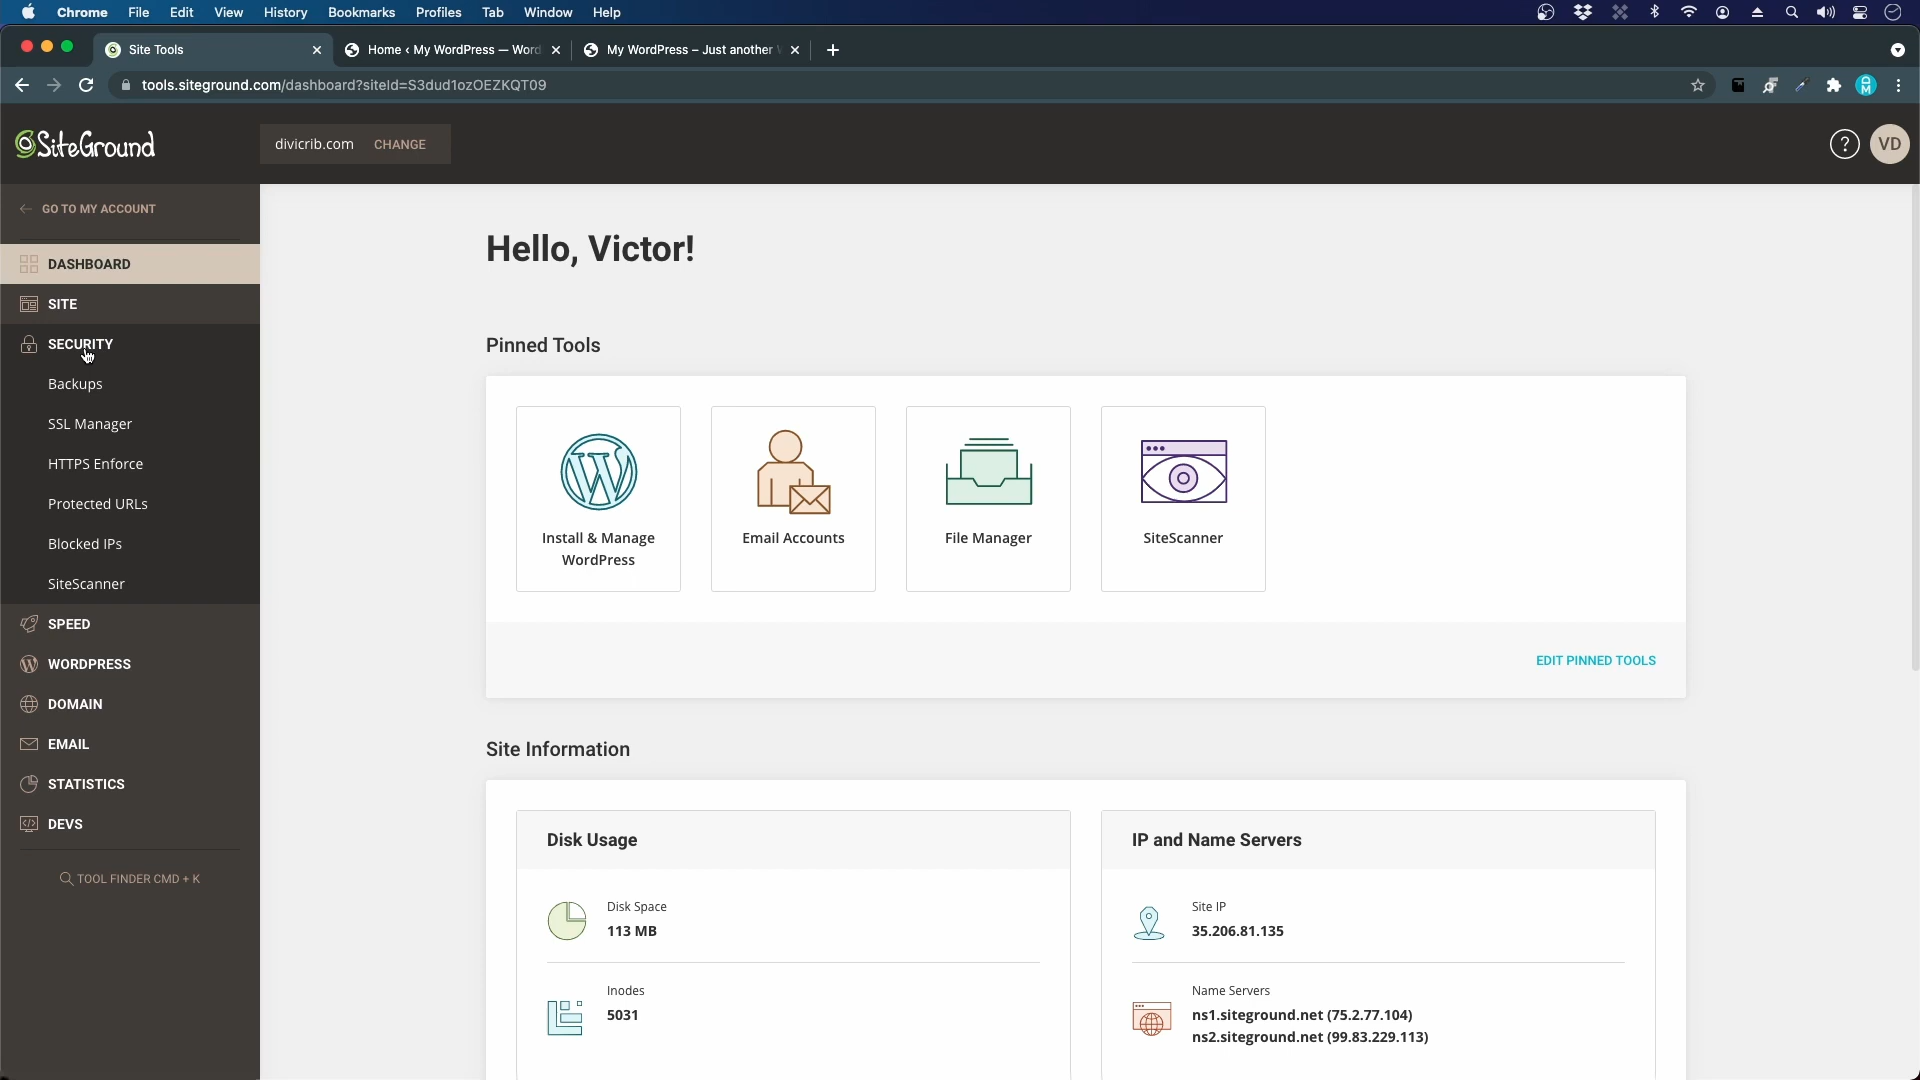 Chrome File Edit View History Bookmarks Profiles Tab Window Help
Site Tools
Home ‹ My WordPress — Word
My WordPress – Just another
tools.siteground.com/dashboard?siteId=S3dud1ozOEZKQT09
SiteGround
divicrib.com CHANGE
?
VD
GO TO MY ACCOUNT
DASHBOARD
SITE
SECURITY
Backups
SSL Manager
HTTPS Enforce
Protected URLs
Blocked IPs
SiteScanner
SPEED
WORDPRESS
DOMAIN
EMAIL
STATISTICS
DEVS
TOOL FINDER CMD + K
Hello, Victor!
Pinned Tools
Install & Manage
WordPress
Email Accounts
File Manager
SiteScanner
EDIT PINNED TOOLS
Site Information
Disk Usage
Disk Space
113 MB
Inodes
5031
IP and Name Servers
Site IP
35.206.81.135
Name Servers
ns1.siteground.net (75.2.77.104)
ns2.siteground.net (99.83.229.113)